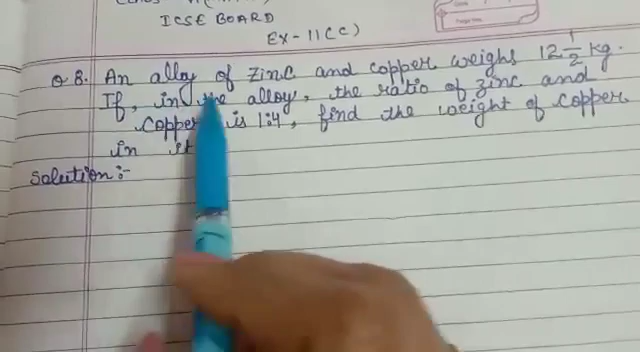 ICSE BOARD
EX-11(C)
Q 8. An alloy of zinc and copper weighs 12 1/2 kg.
If, in the alloy, the ratio of zinc and
copper is 1:4, find the weight of copper
in it
Solution:-